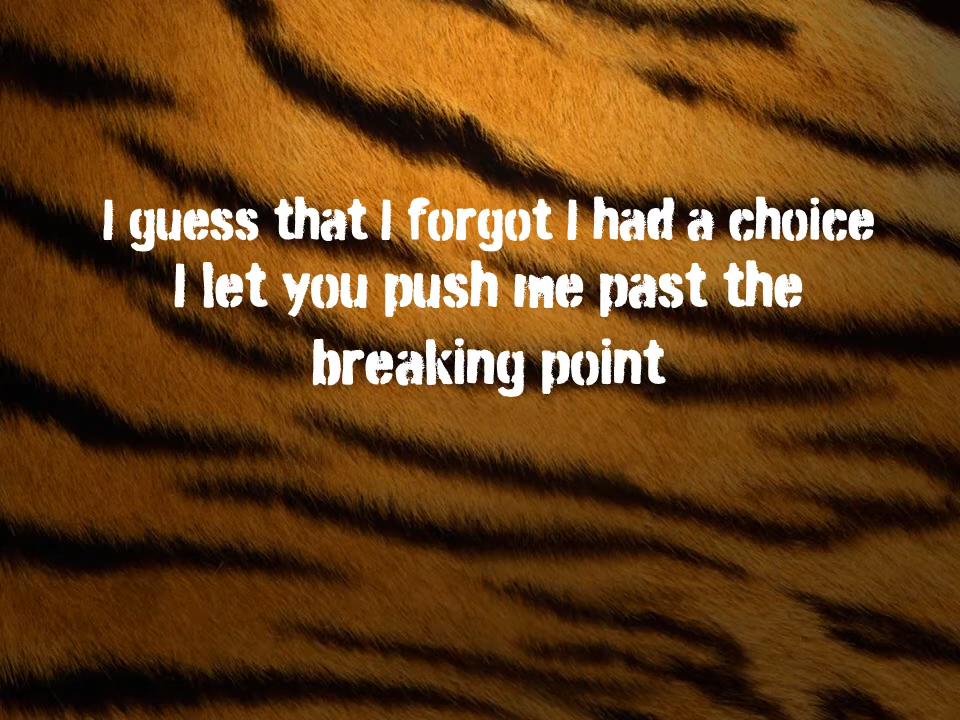 I guess that I forgot I had a choice
I let you push me past the
breaking point